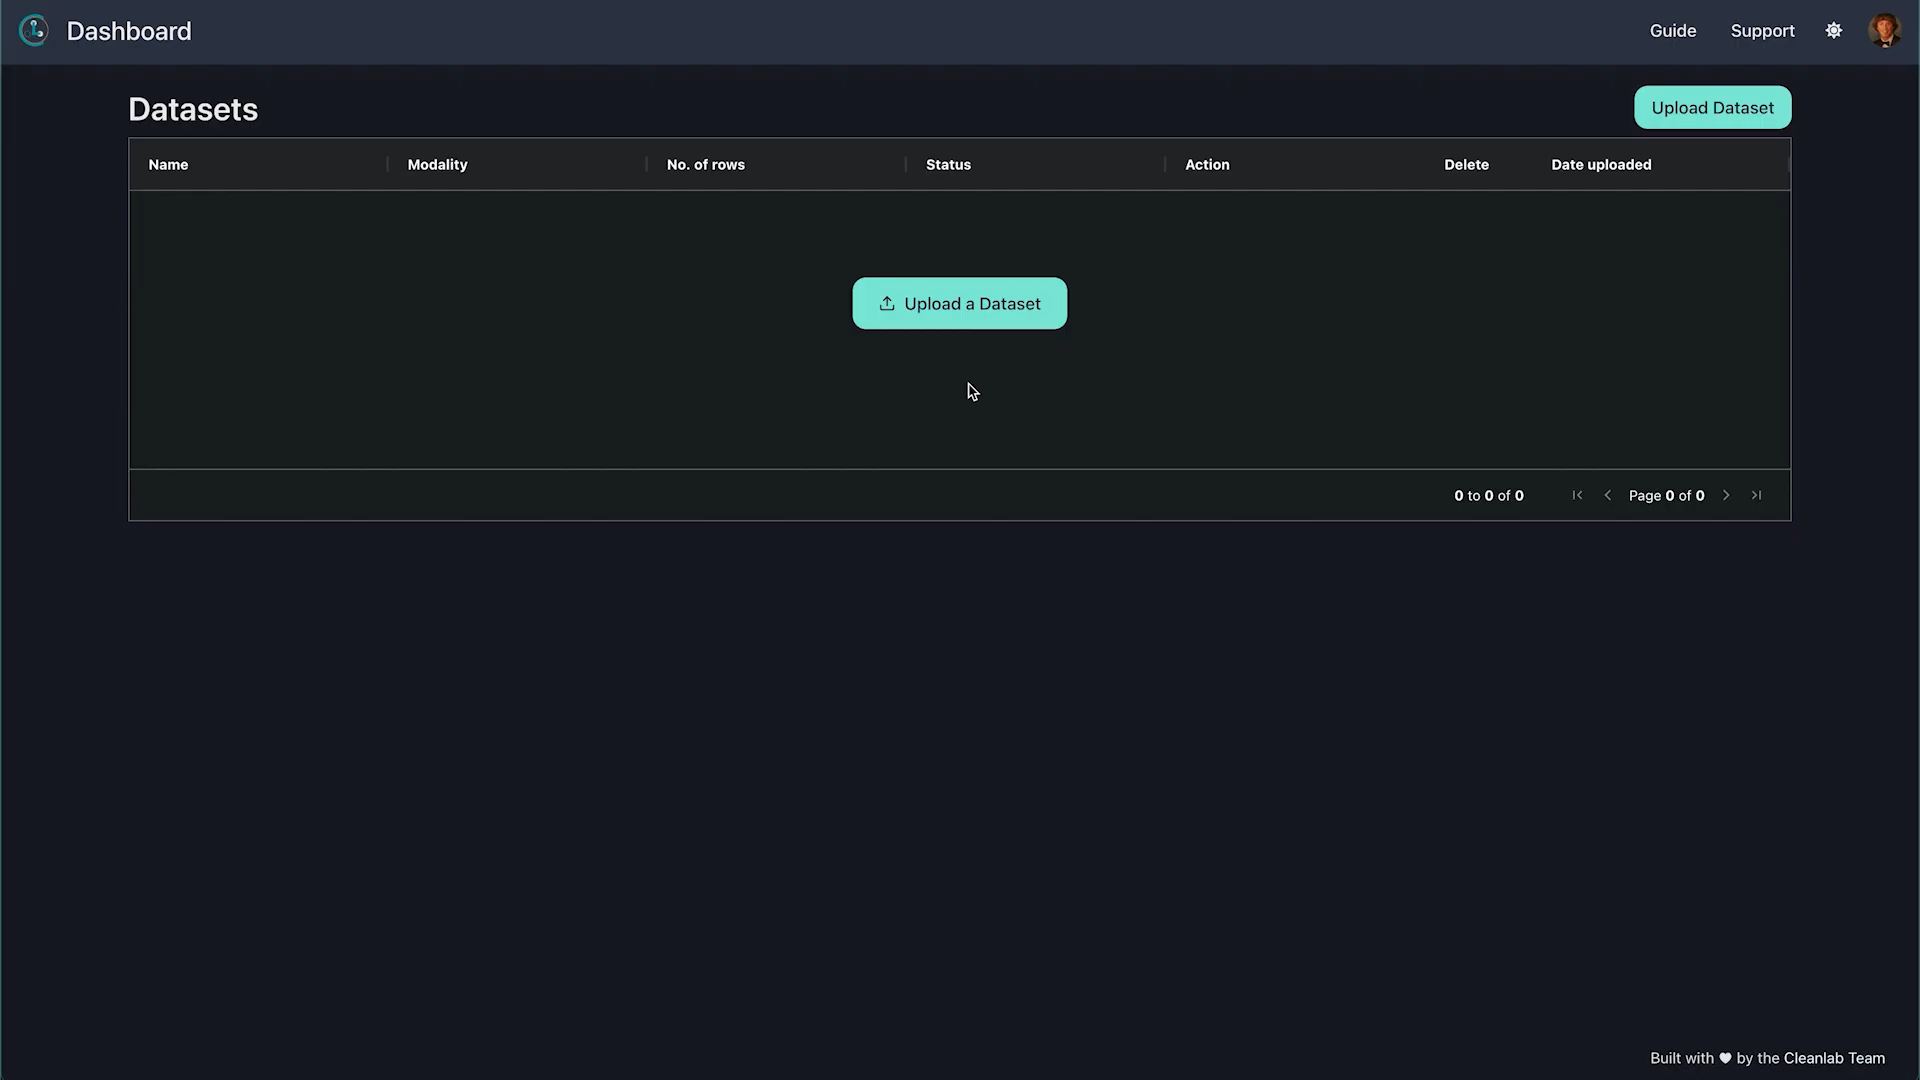 Dashboard
Guide
Support
Datasets
Upload Dataset
Name
Modality
No. of rows
Status
Action
Delete
Date uploaded
Upload a Dataset
0 to 0 of 0
Page 0 of 0
Built with ♥ by the Cleanlab Team